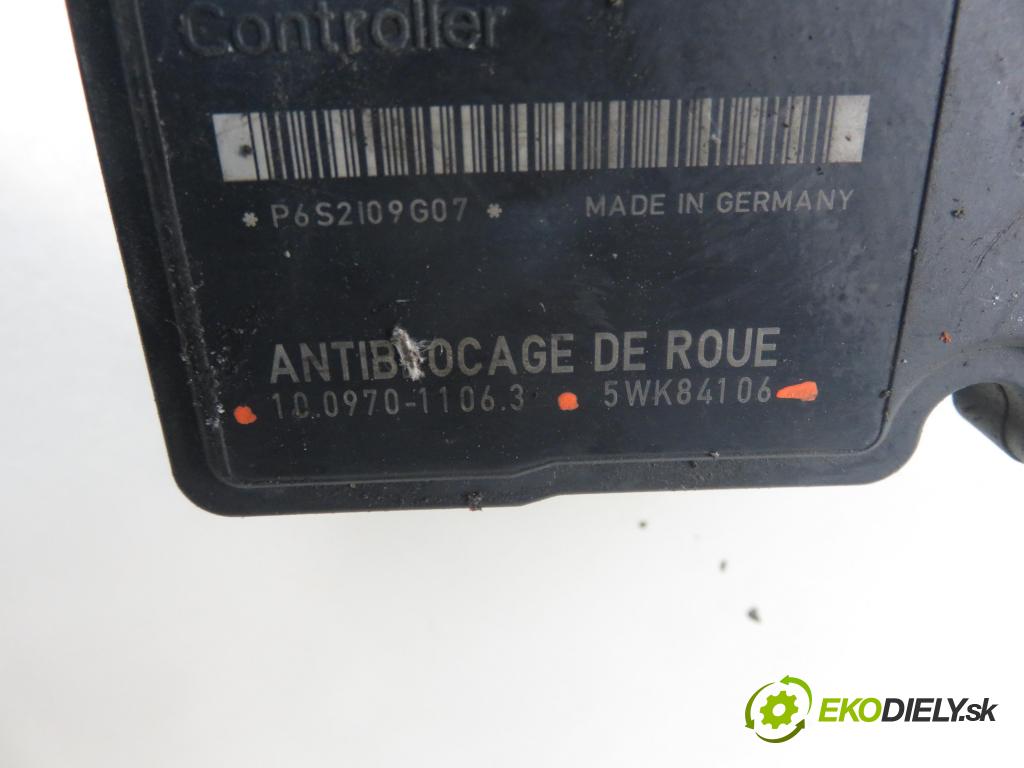 Controller
* P6S2I09G07 * MADE IN GERMANY
ANTIBLOCAGE DE ROUE
10.0970-1106.3 5WK84106
EKODIELY.sk